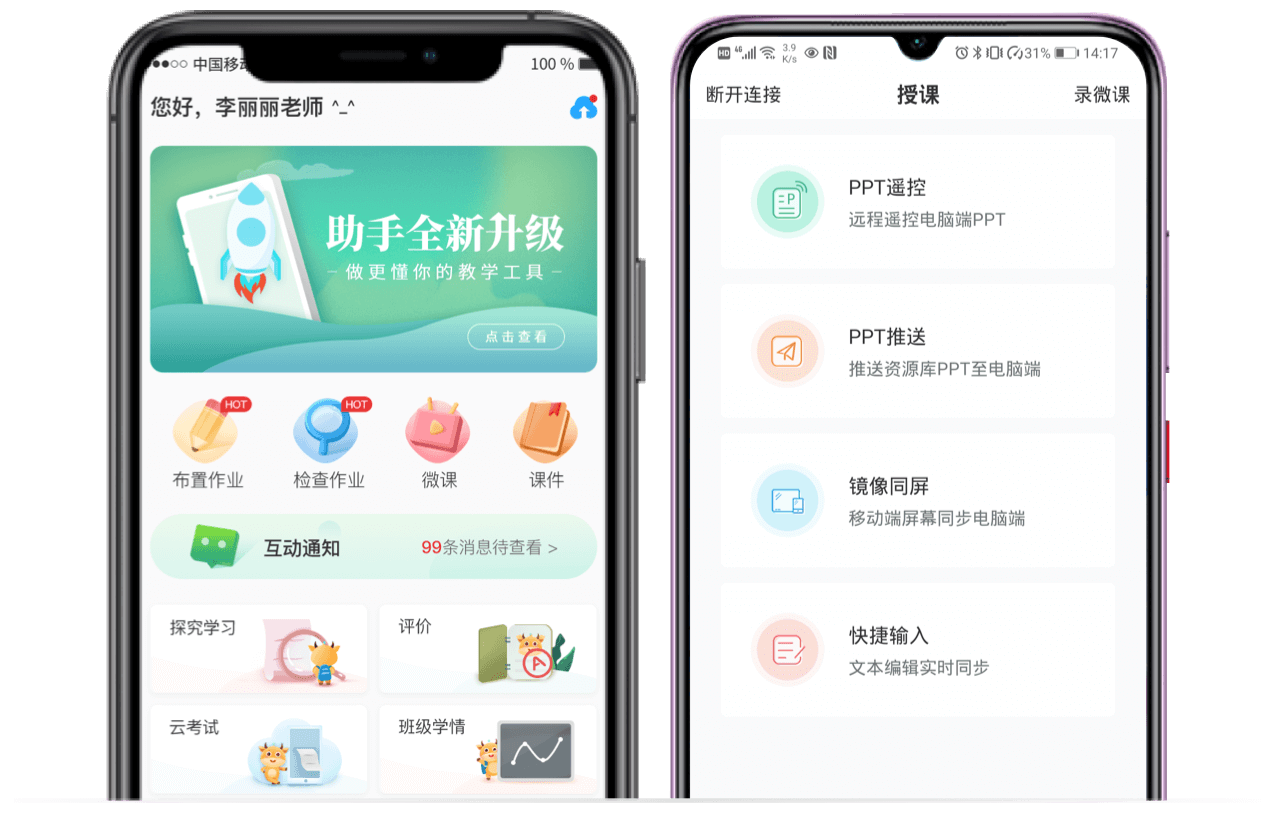 中国移动
100 %
您好，李丽丽老师 ^_^
助手全新升级
做更懂你的教学工具
点击查看
HOT
HOT
布置作业
检查作业
微课
课件
互动通知
99条消息待查看 >
探究学习
评价
A
云考试
班级学情
HD 4G 3.9 K/s
31%
14:17
断开连接
授课
录微课
P
PPT遥控
远程遥控电脑端PPT
PPT推送
推送资源库PPT至电脑端
镜像同屏
移动端屏幕同步电脑端
快捷输入
文本编辑实时同步